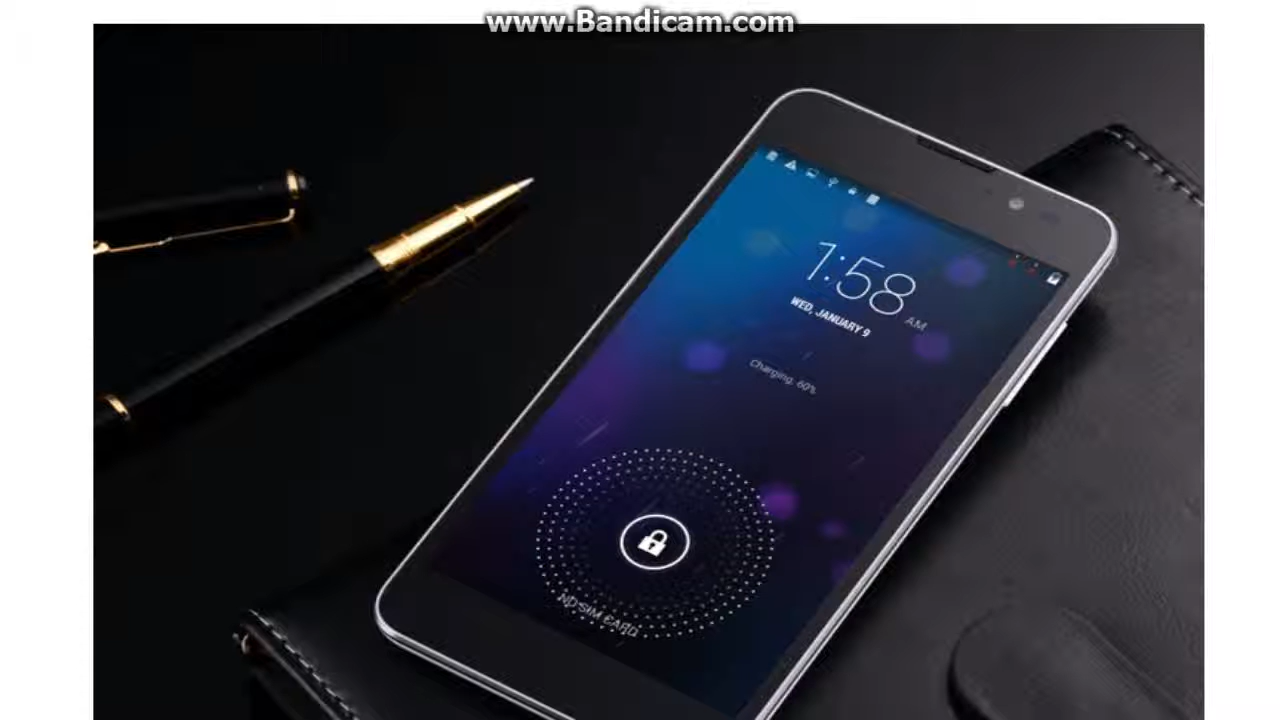 www.Bandicam.com
1:58 AM
WED, JANUARY 9
Charging, 60%
NO SIM CARD